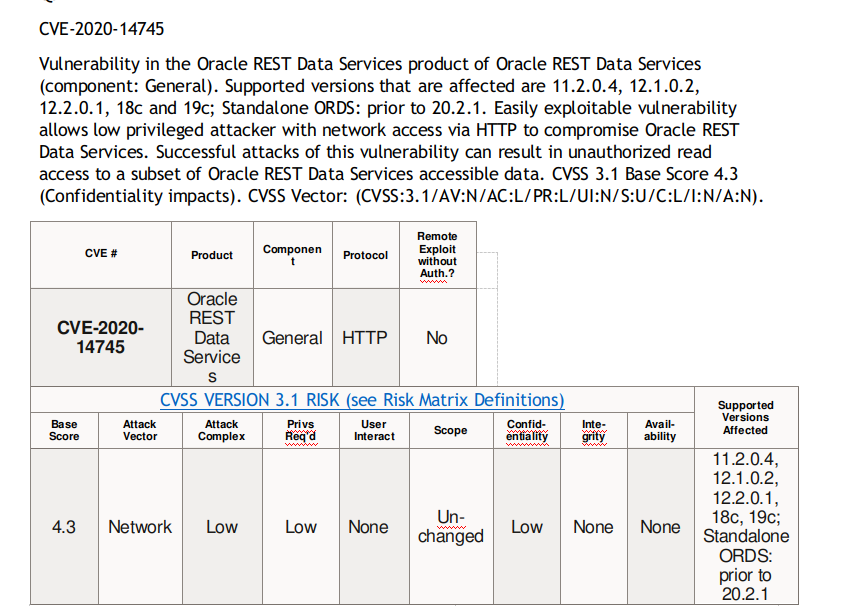 CVE-2020-14745
Vulnerability in the Oracle REST Data Services product of Oracle REST Data Services
(component: General). Supported versions that are affected are 11.2.0.4, 12.1.0.2,
12.2.0.1, 18c and 19c; Standalone ORDS: prior to 20.2.1. Easily exploitable vulnerability
allows low privileged attacker with network access via HTTP to compromise Oracle REST
Data Services. Successful attacks of this vulnerability can result in unauthorized read
access to a subset of Oracle REST Data Services accessible data. CVSS 3.1 Base Score 4.3
(Confidentiality impacts). CVSS Vector: (CVSS:3.1/AV:N/AC:L/PR:L/UI:N/S:U/C:L/I:N/A:N).
CVE #
Product
Componen
t
Protocol
Remote
Exploit
without
Auth.?
CVE-2020-
14745
Oracle
REST
Data
Service
s
General
HTTP
No
CVSS VERSION 3.1 RISK (see Risk Matrix Definitions)
Supported
Versions
Affected
Base
Score
Attack
Vector
Attack
Complex
Privs
Req'd
User
Interact
Scope
Confid-
entiality
Inte-
grity
Avail-
ability
4.3
Network
Low
Low
None
Un-
changed
Low
None
None
11.2.0.4,
12.1.0.2,
12.2.0.1,
18c, 19c;
Standalone
ORDS:
prior to
20.2.1